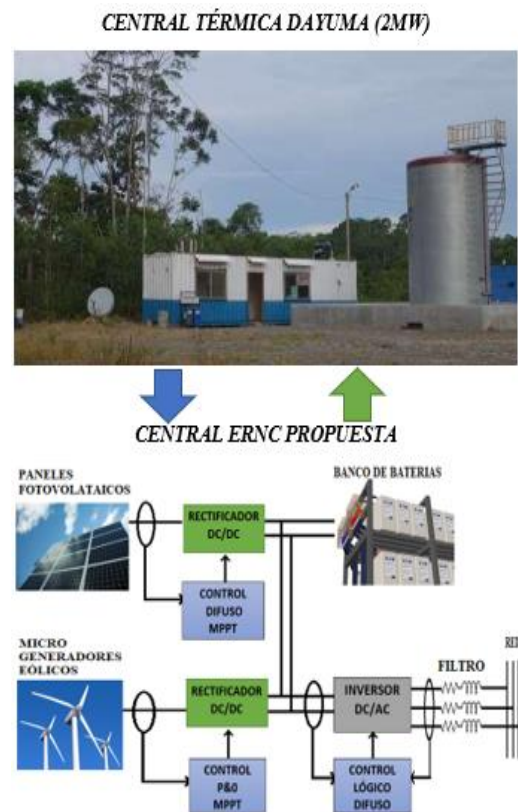 CENTRAL TÉRMICA DAYUMA (2MW)
CENTRAL ERNC PROPUESTA
PANELES
FOTOVOLATAICOS
RECTIFICADOR
DC/DC
CONTROL
DIFUSO
MPPT
BANCO DE BATERIAS
MICRO
GENERADORES
EÓLICOS
RECTIFICADOR
DC/DC
CONTROL
P&0
MPPT
INVERSOR
DC/AC
CONTROL
LÓGICO
DIFUSO
FILTRO